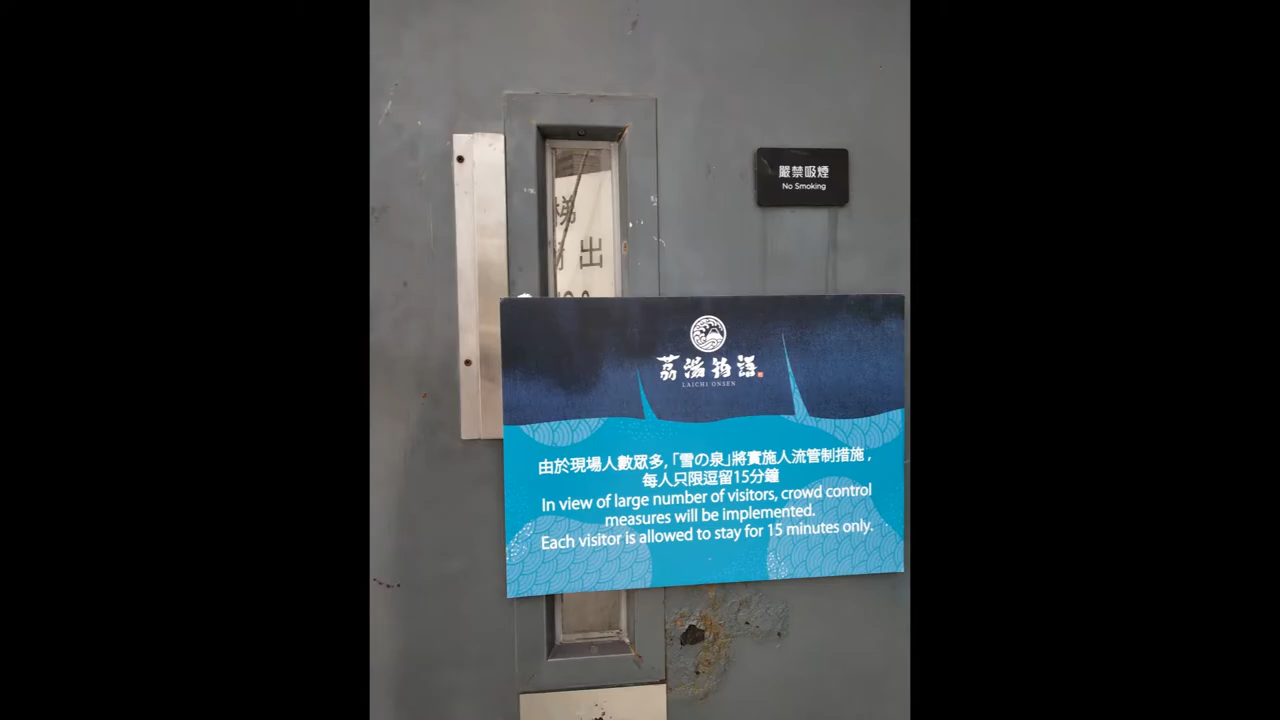 嚴禁吸煙
No Smoking
梯
出
荔湯物語
LAICHI ONSEN
由於現場人數眾多,「雪の泉」將實施人流管制措施,
每人只限逗留15分鐘
In view of large number of visitors, crowd control
measures will be implemented.
Each visitor is allowed to stay for 15 minutes only.